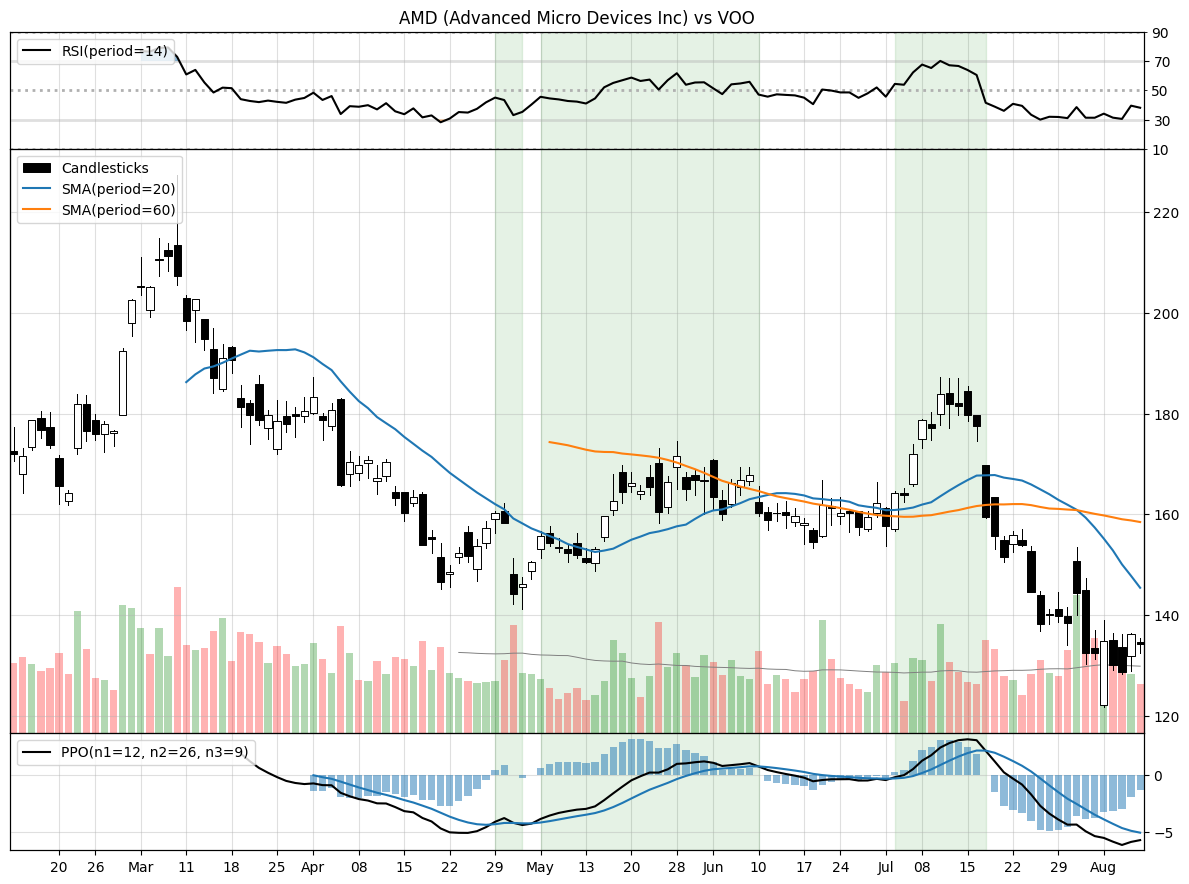 AMD (Advanced Micro Devices Inc) vs VOO
RSI(period=14)
90
70
50
30
10
Candlesticks
SMA(period=20)
SMA(period=60)
220
200
180
160
140
120
PPO(n1=12, n2=26, n3=9)
0
−5
20 26 Mar 11 18 25 Apr 08 15 22 29 May 13 20 28 Jun 10 17 24 Jul 08 15 22 29 Aug